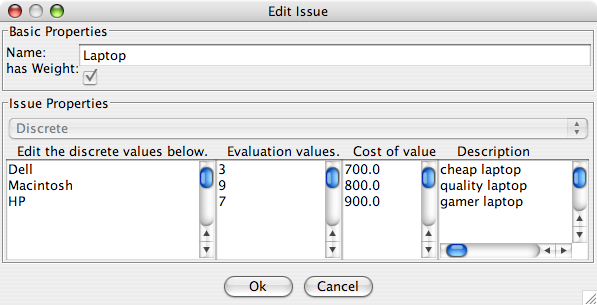 Edit Issue
Basic Properties
Name: Laptop
has Weight:
Issue Properties
Discrete
Edit the discrete values below. Evaluation values. Cost of value Description
Dell 3 700.0 cheap laptop
Macintosh 9 800.0 quality laptop
HP 7 900.0 gamer laptop
Ok Cancel